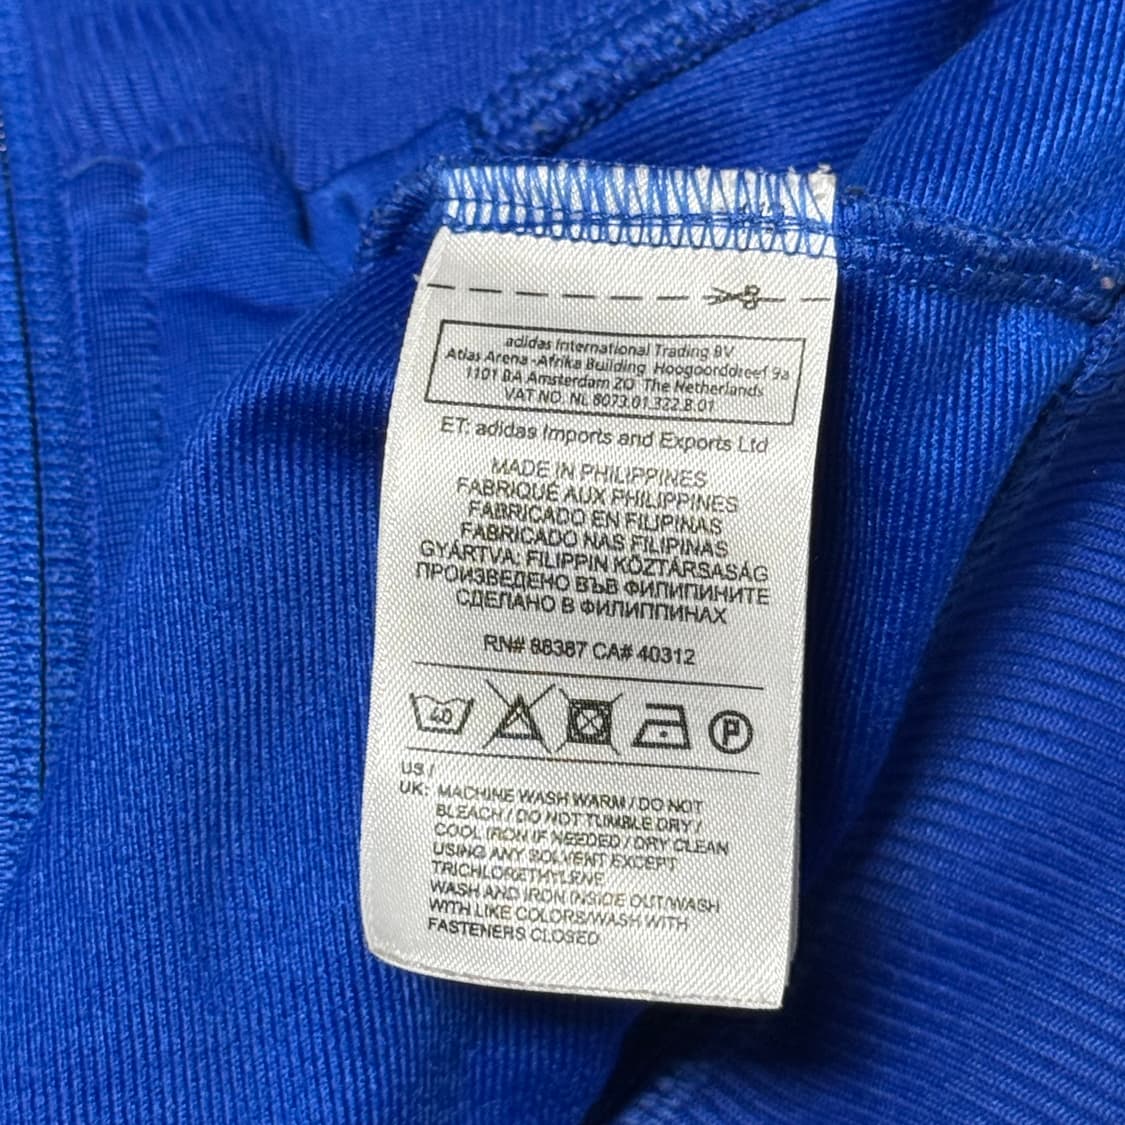 adidas International Trading BV
Atlas Arena -Afrika Building Hoogoorddreef 9a
1101 BA Amsterdam ZO The Netherlands
VAT NO. NL 8073.01.322.B.01
ET: adidas Imports and Exports Ltd
MADE IN PHILIPPINES
FABRIQUÉ AUX PHILIPPINES
FABRICADO EN FILIPINAS
FABRICADO NAS FILIPINAS
GYÁRTVA: FILIPPIN KÖZTÁRSASÁG
ПРОИЗВЕДЕНО ВЪВ ФИЛИПИНИТЕ
СДЕЛАНО В ФИЛИППИНАХ
RN# 88387 CA# 40312
40 P
US /
UK: MACHINE WASH WARM / DO NOT
BLEACH / DO NOT TUMBLE DRY /
COOL IRON IF NEEDED / DRY CLEAN
USING ANY SOLVENT EXCEPT
TRICHLORETHYLENE
WASH AND IRON INSIDE OUT/WASH
WITH LIKE COLORS/WASH WITH
FASTENERS CLOSED